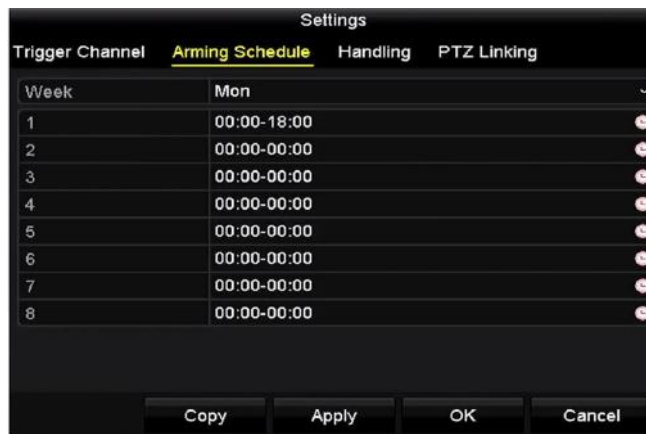 Settings
Trigger Channel Arming Schedule Handling PTZ Linking
Week Mon
1 00:00-18:00
2 00:00-00:00
3 00:00-00:00
4 00:00-00:00
5 00:00-00:00
6 00:00-00:00
7 00:00-00:00
8 00:00-00:00
Copy Apply OK Cancel